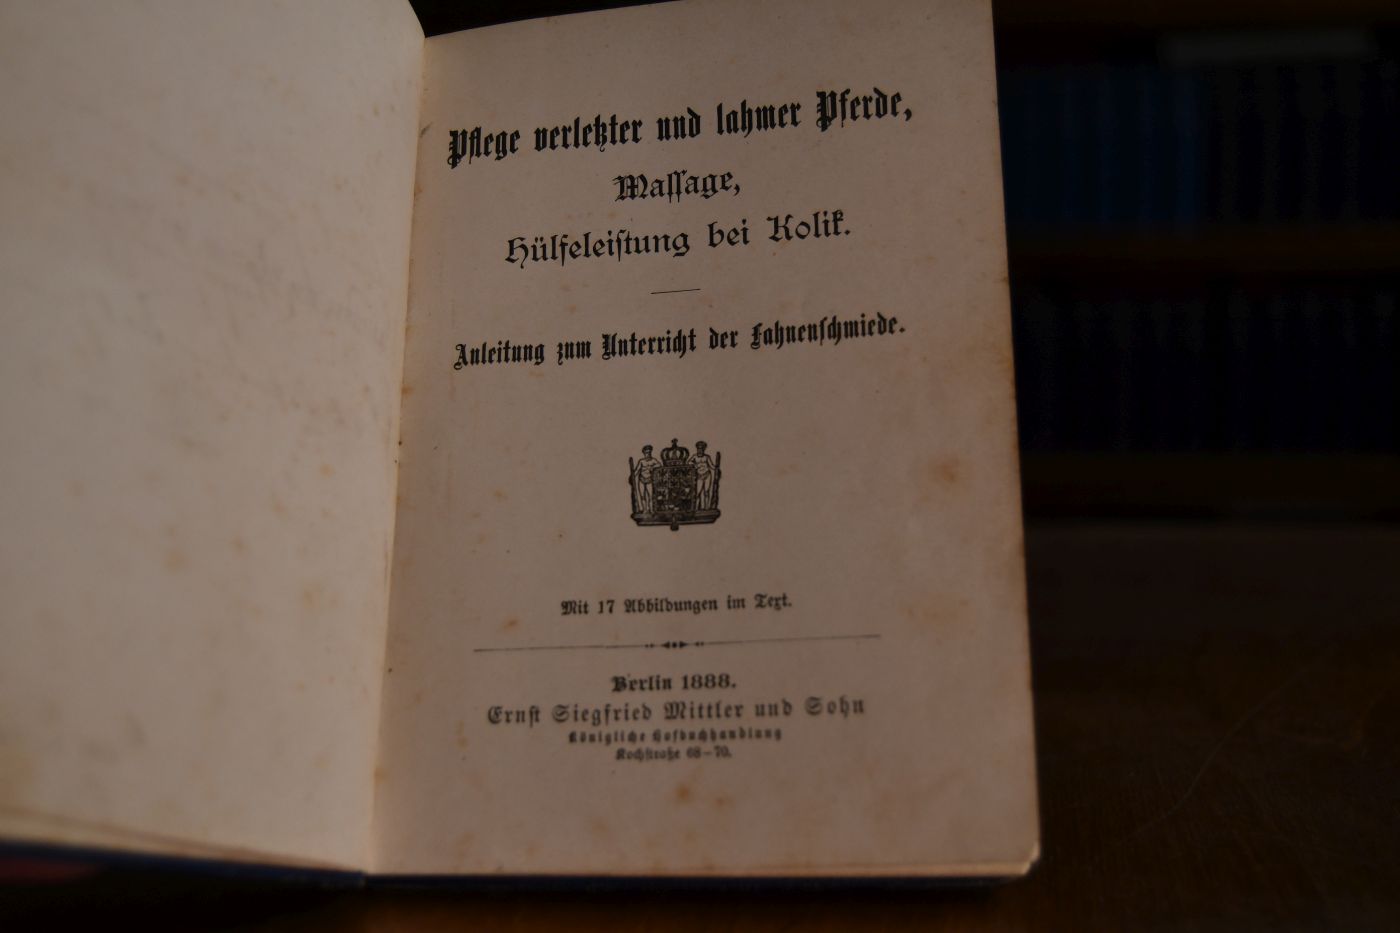 Pflege verletzter und lahmer Pferde,
Maſſage,
Hülfeleiſtung bei Kolik.
Anleitung zum Unterricht der Fahnenſchmiede.
Mit 17 Abbildungen im Text.
Berlin 1888.
Ernſt Siegfried Mittler und Sohn
Königliche Hofbuchhandlung
Kochſtraße 68–70.